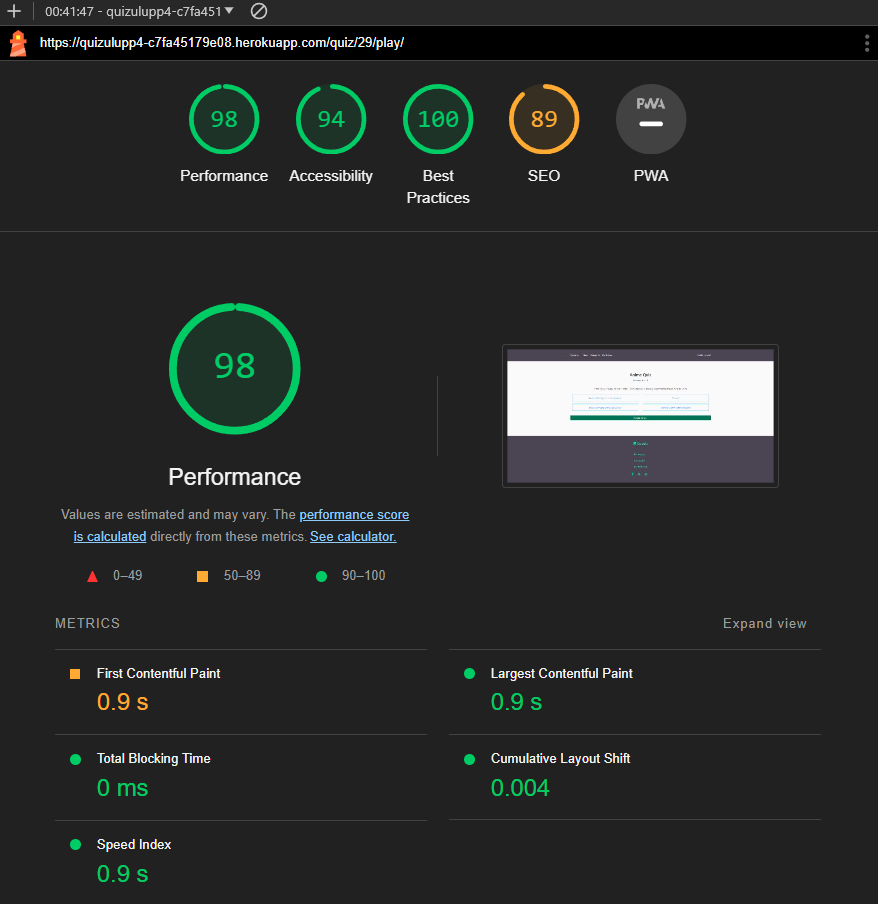 00:41:47 - quizulupp4-c7fa451
https://quizulupp4-c7fa45179e08.herokuapp.com/quiz/29/play/
98
94
100
89
PWA
Performance
Accessibility
Best
Practices
SEO
PWA
98
Performance
Values are estimated and may vary. The performance score
is calculated directly from these metrics. See calculator.
0–49
50–89
90–100
METRICS
Expand view
First Contentful Paint
0.9 s
Largest Contentful Paint
0.9 s
Total Blocking Time
0 ms
Cumulative Layout Shift
0.004
Speed Index
0.9 s
Anime Quiz